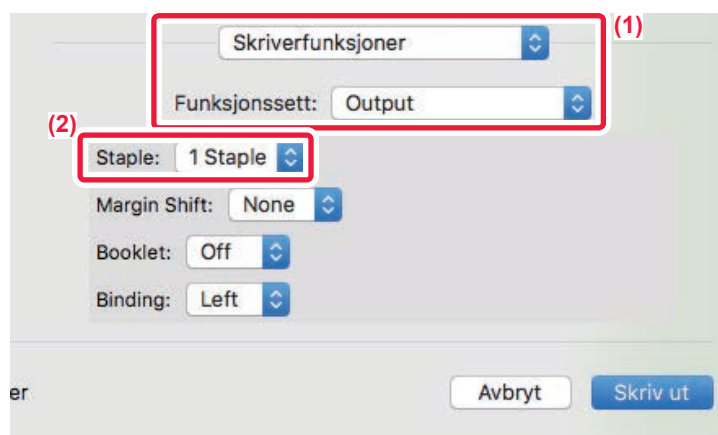 Skriverfunksjoner (1)
Funksjonssett: Output
(2)
Staple: 1 Staple
Margin Shift: None
Booklet: Off
Binding: Left
er Avbryt Skriv ut